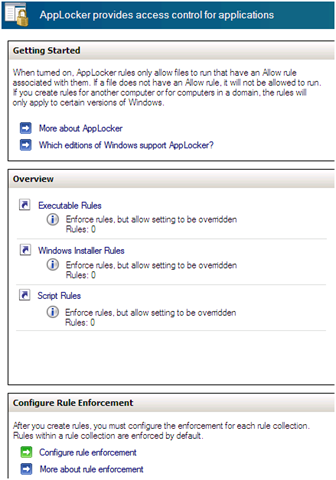 AppLocker provides access control for applications
Getting Started
When turned on, AppLocker rules only allow files to run that have an Allow rule
associated with them. If a file does not have an Allow rule, it will not be allowed to run.
If you create rules for another computer or for computers in a domain, the rules will
only apply to certain versions of Windows.
More about AppLocker
Which editions of Windows support AppLocker?
Overview
Executable Rules
Enforce rules, but allow setting to be overridden
Rules: 0
Windows Installer Rules
Enforce rules, but allow setting to be overridden
Rules: 0
Script Rules
Enforce rules, but allow setting to be overridden
Rules: 0
Configure Rule Enforcement
After you create rules, you must configure the enforcement for each rule collection.
Rules within a rule collection are enforced by default.
Configure rule enforcement
More about rule enforcement